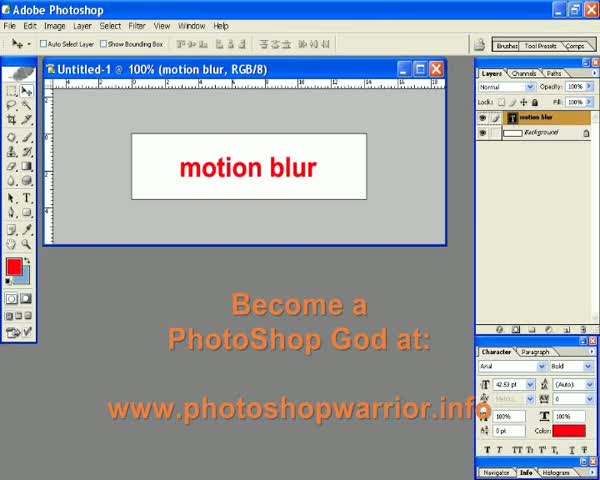 Adobe Photoshop
File Edit Image Layer Select Filter View Window Help
Auto Select Layer Show Bounding Box
Brushes Tool Presets Comps
Untitled-1 @ 100% (motion blur, RGB/8)
motion blur
Layers Channels Paths
Normal Opacity: 100%
Lock: Fill: 100%
motion blur
Background
Become a
PhotoShop God at:
www.photoshopwarrior.info
Character Paragraph
Arial Bold
42.53 pt (Auto)
Metrics 0
100% 100%
0 pt Color:
Navigator Info Histogram